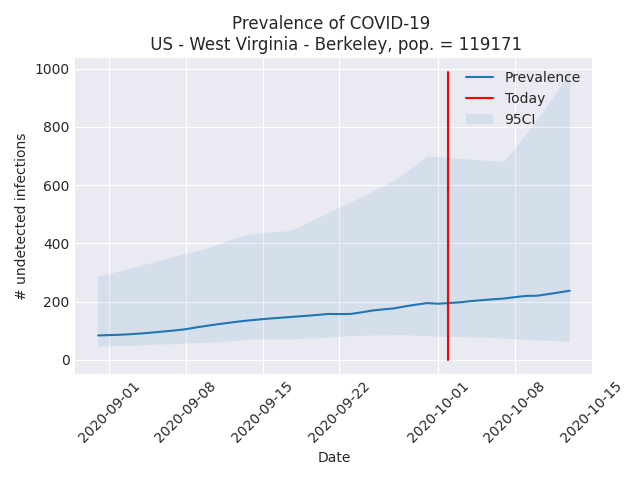 Prevalence of COVID-19
US - West Virginia - Berkeley, pop. = 119171
# undetected infections
1000
800
600
400
200
0
Prevalence
Today
95CI
2020-09-01
2020-09-08
2020-09-15
2020-09-22
2020-10-01
2020-10-08
2020-10-15
Date